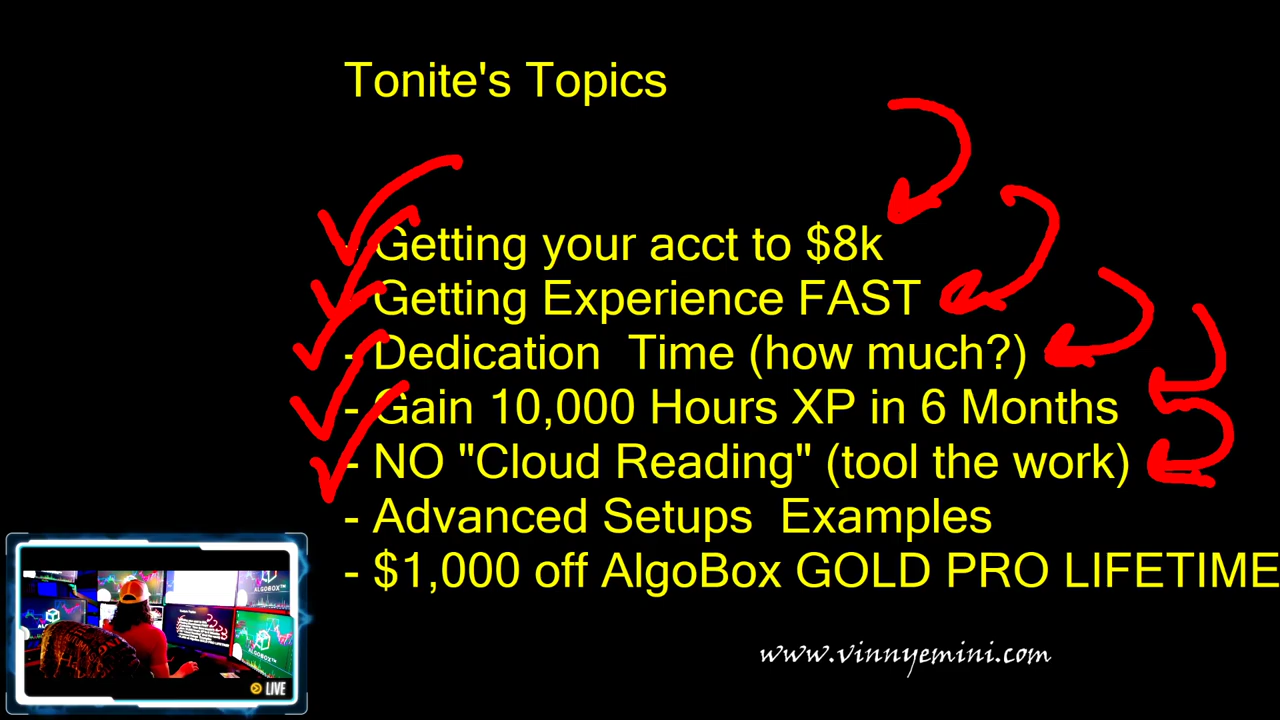 Tonite's Topics
- Getting your acct to $8k
- Getting Experience FAST
- Dedication  Time (how much?)
- Gain 10,000 Hours XP in 6 Months
- NO "Cloud Reading" (tool the work)
- Advanced Setups  Examples
- $1,000 off AlgoBox GOLD PRO LIFETIME
www.vinnyemini.com
ALGOBOX™
ALGOBOX™
LIVE